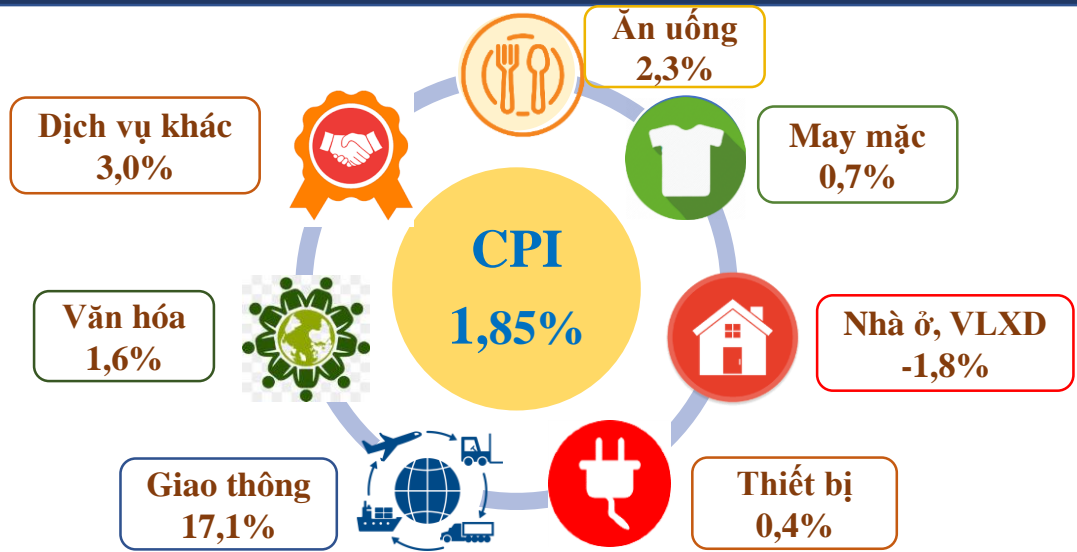 Ăn uống
2,3%
Dịch vụ khác
3,0%
May mặc
0,7%
CPI
1,85%
Văn hóa
1,6%
Nhà ở, VLXD
-1,8%
Giao thông
17,1%
Thiết bị
0,4%